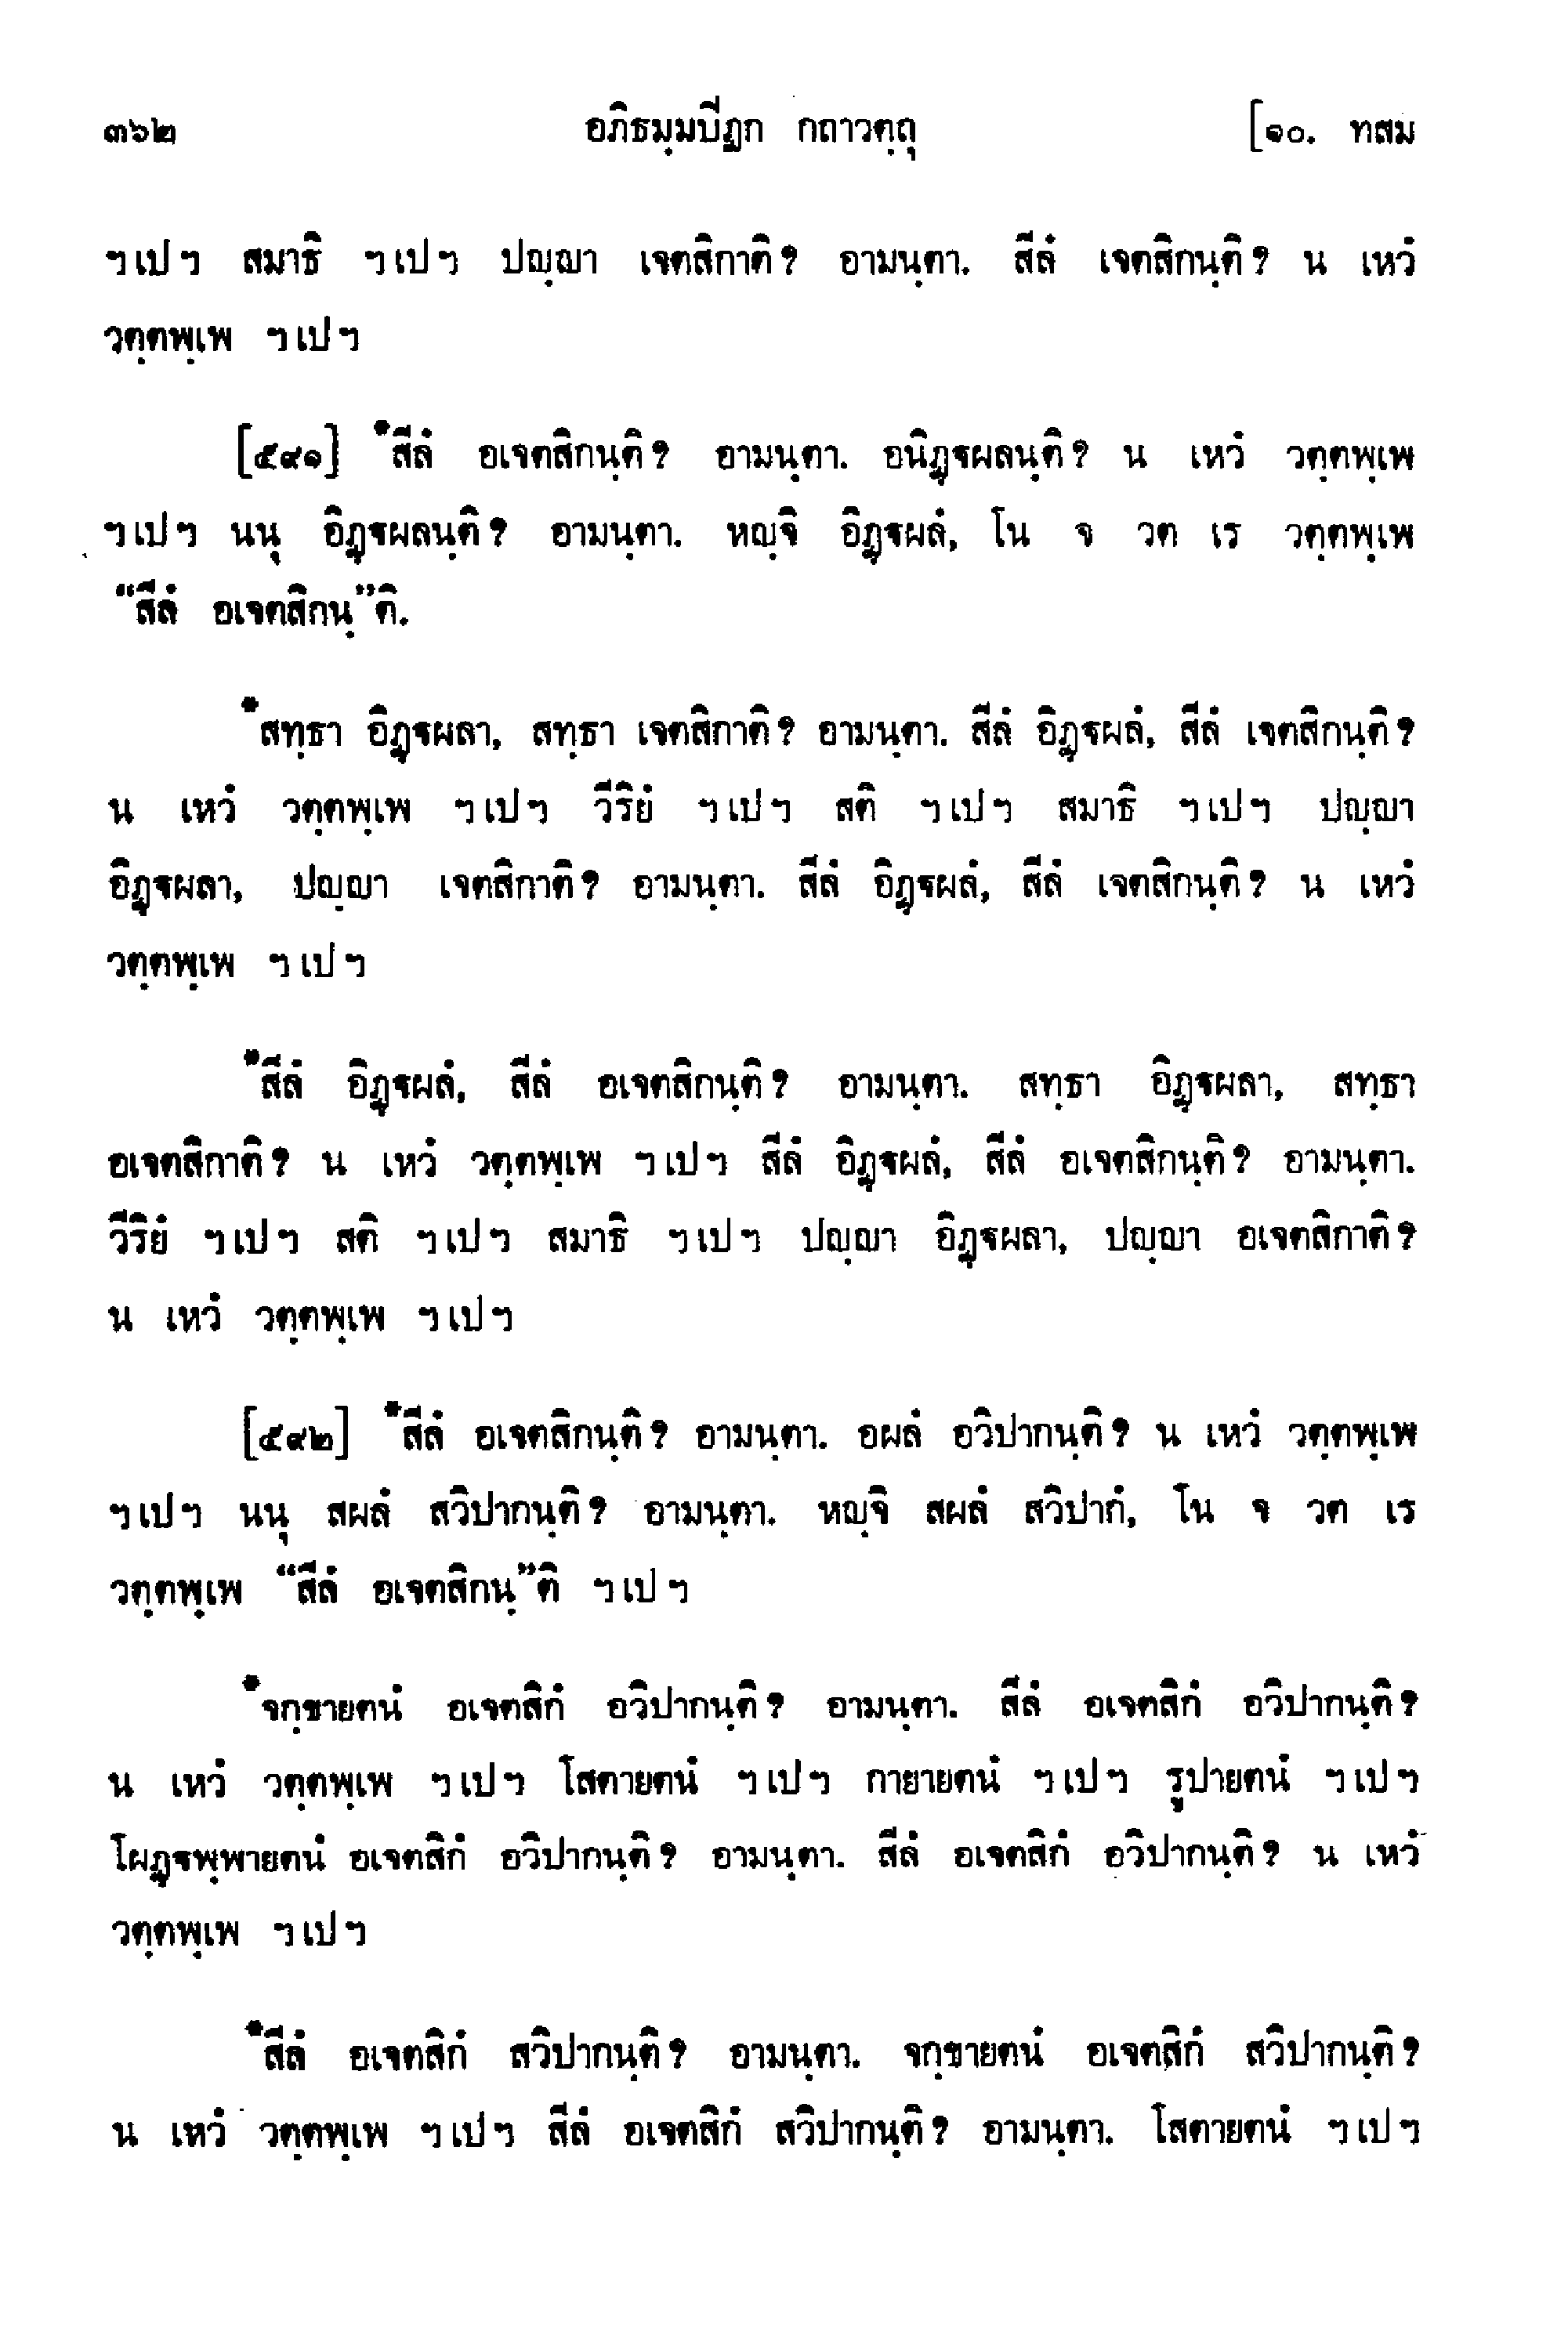 ๓๖๒ อภิธมฺมปีฏก กถาวตฺถุ [๑๐. ทสม
ฯเปฯ สมาธิ ฯเปฯ ปญฺญา เจตสิกาติ? อามนฺตา. สีลํ เจตสิกนฺติ? น เหวํ
วตฺตพฺเพ ฯเปฯ
[๕๙๑] *สีลํ อเจตสิกนฺติ? อามนฺตา. อนิฏฺฐผลนฺติ? น เหวํ วตฺตพฺเพ
ฯเปฯ นนุ อิฏฺฐผลนฺติ? อามนฺตา. หญฺจิ อิฏฺฐผลํ, โน จ วต เร วตฺตพฺเพ
“สีลํ อเจตสิกนฺ”ติ.
*สทฺธา อิฏฺฐผลา, สทฺธา เจตสิกาติ? อามนฺตา. สีลํ อิฏฺฐผลํ, สีลํ เจตสิกนฺติ?
น เหวํ วตฺตพฺเพ ฯเปฯ วีริยํ ฯเปฯ สติ ฯเปฯ สมาธิ ฯเปฯ ปญฺญา
อิฏฺฐผลา, ปญฺญา เจตสิกาติ? อามนฺตา. สีลํ อิฏฺฐผลํ, สีลํ เจตสิกนฺติ? น เหวํ
วตฺตพฺเพ ฯเปฯ
*สีลํ อิฏฺฐผลํ, สีลํ อเจตสิกนฺติ? อามนฺตา. สทฺธา อิฏฺฐผลา, สทฺธา
อเจตสิกาติ? น เหวํ วตฺตพฺเพ ฯเปฯ สีลํ อิฏฺฐผลํ, สีลํ อเจตสิกนฺติ? อามนฺตา.
วีริยํ ฯเปฯ สติ ฯเปฯ สมาธิ ฯเปฯ ปญฺญา อิฏฺฐผลา, ปญฺญา อเจตสิกาติ?
น เหวํ วตฺตพฺเพ ฯเปฯ
[๕๙๒] *สีลํ อเจตสิกนฺติ? อามนฺตา. อผลํ อวิปากนฺติ? น เหวํ วตฺตพฺเพ
ฯเปฯ นนุ สผลํ สวิปากนฺติ? อามนฺตา. หญฺจิ สผลํ สวิปากํ, โน จ วต เร
วตฺตพฺเพ “สีลํ อเจตสิกนฺ”ติ ฯเปฯ
*จกฺขายตนํ อเจตสิกํ อวิปากนฺติ? อามนฺตา. สีลํ อเจตสิกํ อวิปากนฺติ?
น เหวํ วตฺตพฺเพ ฯเปฯ โสตายตนํ ฯเปฯ กายายตนํ ฯเปฯ รูปายตนํ ฯเปฯ
โผฏฺฐพฺพายตนํ อเจตสิกํ อวิปากนฺติ? อามนฺตา. สีลํ อเจตสิกํ อวิปากนฺติ? น เหวํ
วตฺตพฺเพ ฯเปฯ
*สีลํ อเจตสิกํ สวิปากนฺติ? อามนฺตา. จกฺขายตนํ อเจตสิกํ สวิปากนฺติ?
น เหวํ วตฺตพฺเพ ฯเปฯ สีลํ อเจตสิกํ สวิปากนฺติ? อามนฺตา. โสตายตนํ ฯเปฯ